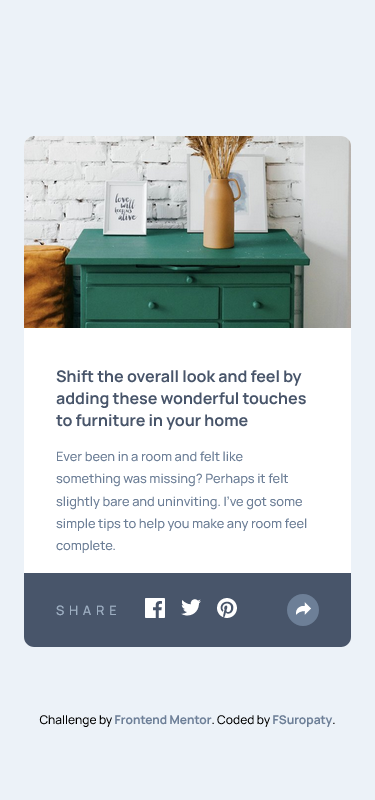 love
will
begins
alive
Shift the overall look and feel by
adding these wonderful touches
to furniture in your home
Ever been in a room and felt like
something was missing? Perhaps it felt
slightly bare and uninviting. I’ve got some
simple tips to help you make any room feel
complete.
SHARE
Challenge by Frontend Mentor. Coded by FSuropaty.